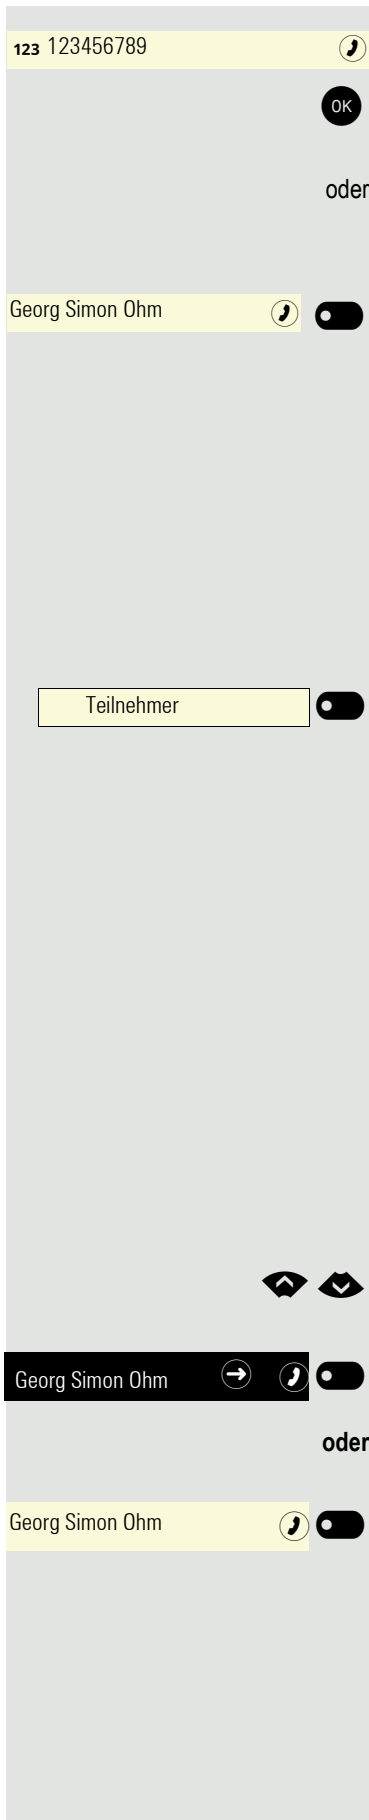 123 123456789
OK
oder
Georg Simon Ohm
Teilnehmer
Georg Simon Ohm
oder
Georg Simon Ohm